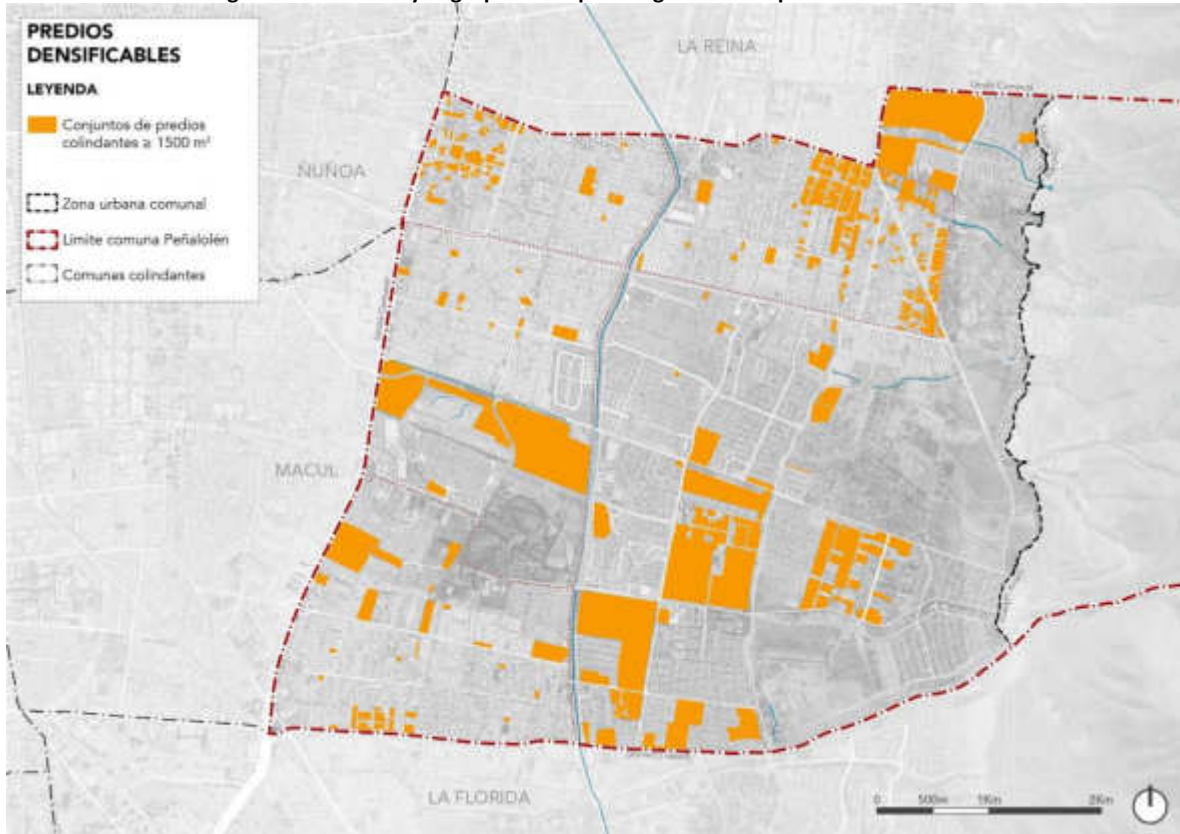 PREDIOS
DENSIFICABLES
LEYENDA
Conjuntos de predios
colindantes ≥ 1500 m²
Zona urbana comunal
Límite comuna Peñalolén
Comunas colindantes
LA REINA
ÑUÑOA
MACUL
LA FLORIDA
0 500m 1Km 2Km